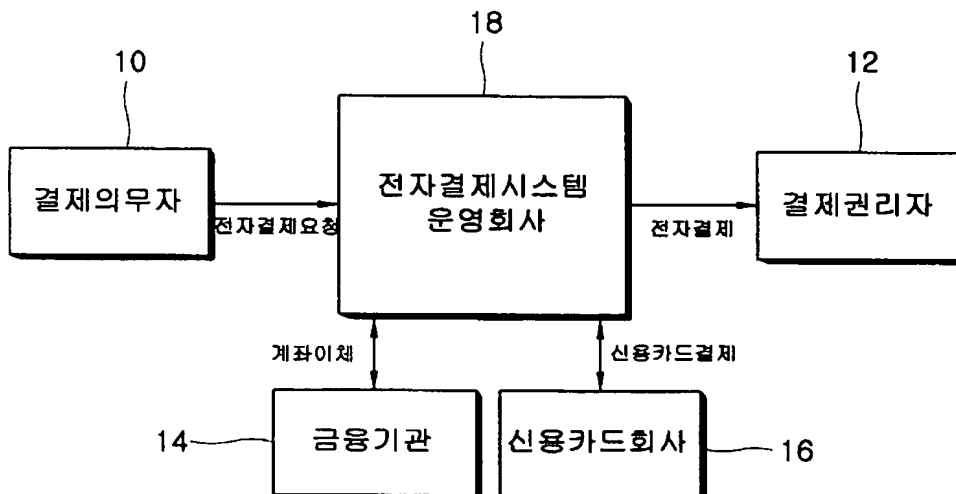 18
10
12
결제의무자
전자결제요청
전자결제시스템
운영회사
전자결제
결제권리자
계좌이체
신용카드결제
14
금융기관
신용카드회사
16